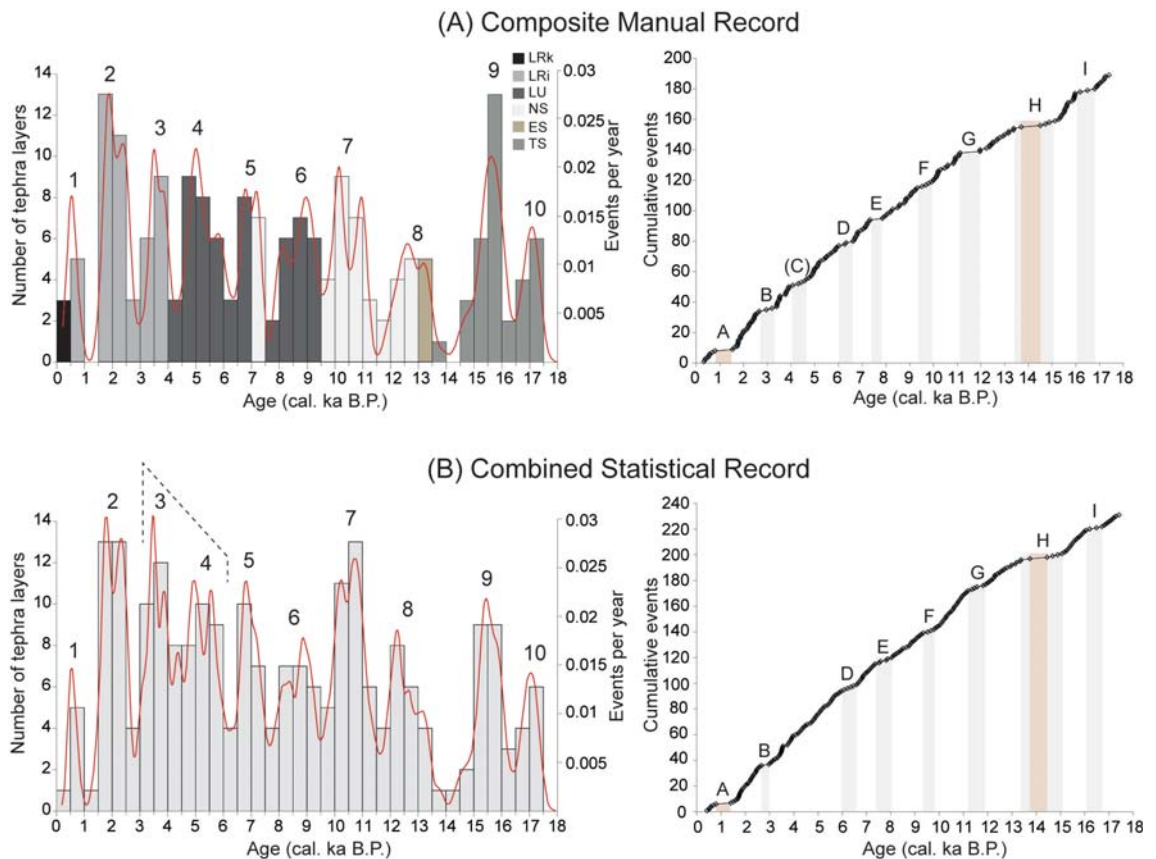 (A) Composite Manual Record
Number of tephra layers
14
12
10
8
6
4
2
0
1
2
3
4
5
6
7
8
9
10
LRk
LRi
LU
NS
ES
TS
0.03
0.025
0.02
0.015
0.01
0.005
Events per year
0 1 2 3 4 5 6 7 8 9 10 11 12 13 14 15 16 17 18
Age (cal. ka B.P.)
Cumulative events
200
180
160
140
120
100
80
60
40
20
0
A
B
(C)
D
E
F
G
H
I
0 1 2 3 4 5 6 7 8 9 10 11 12 13 14 15 16 17 18
Age (cal. ka B.P.)
(B) Combined Statistical Record
Number of tephra layers
14
12
10
8
6
4
2
0
1
2
3
4
5
6
7
8
9
10
0.03
0.025
0.02
0.015
0.01
0.005
Events per year
0 1 2 3 4 5 6 7 8 9 10 11 12 13 14 15 16 17 18
Age (cal. ka B.P.)
Cumulative events
240
220
200
180
160
140
120
100
80
60
40
20
0
A
B
D
E
F
G
H
I
0 1 2 3 4 5 6 7 8 9 10 11 12 13 14 15 16 17 18
Age (cal. ka B.P.)